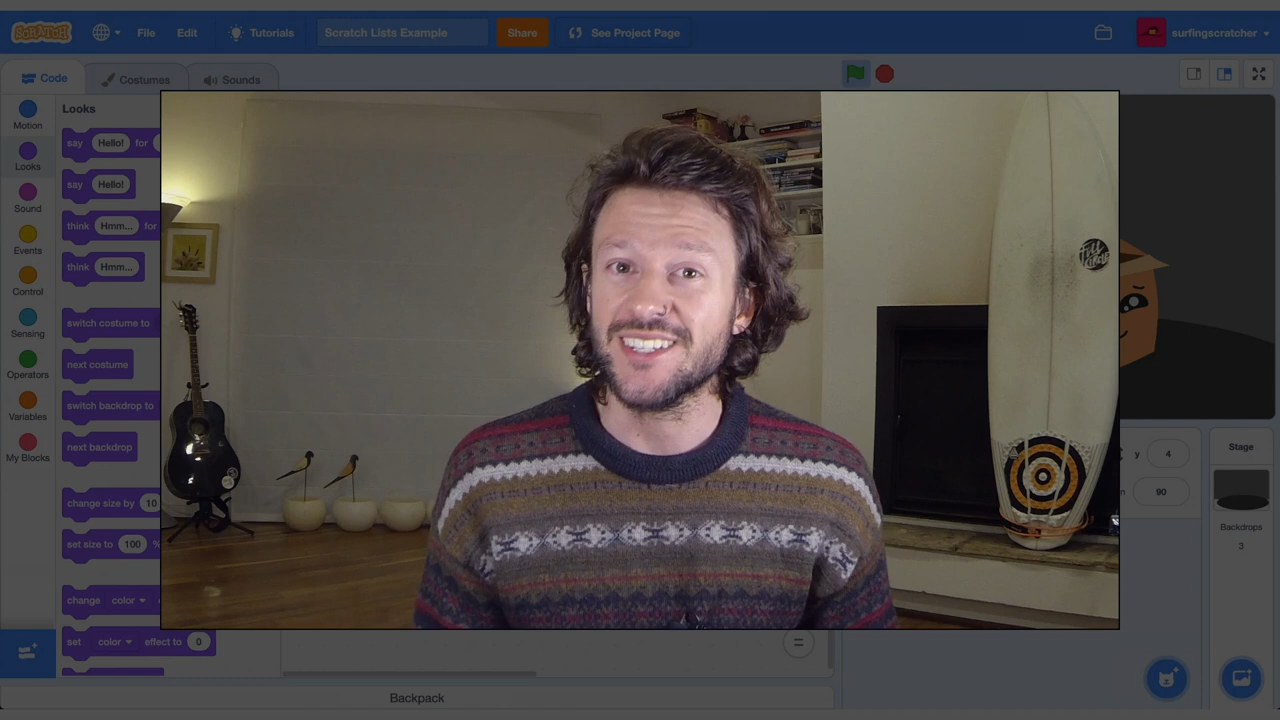 SCRATCH
File
Edit
Tutorials
Scratch Lists Example
Share
See Project Page
surfingscratcher
Code
Costumes
Sounds
Motion
Looks
Sound
Events
Control
Sensing
Operators
Variables
My Blocks
Looks
say Hello! for
say Hello!
think Hmm... for
think Hmm...
switch costume to
next costume
switch backdrop to
next backdrop
change size by 10
set size to 100 %
change color
set color effect to 0
Backpack
y 4
n 90
Stage
Backdrops
3